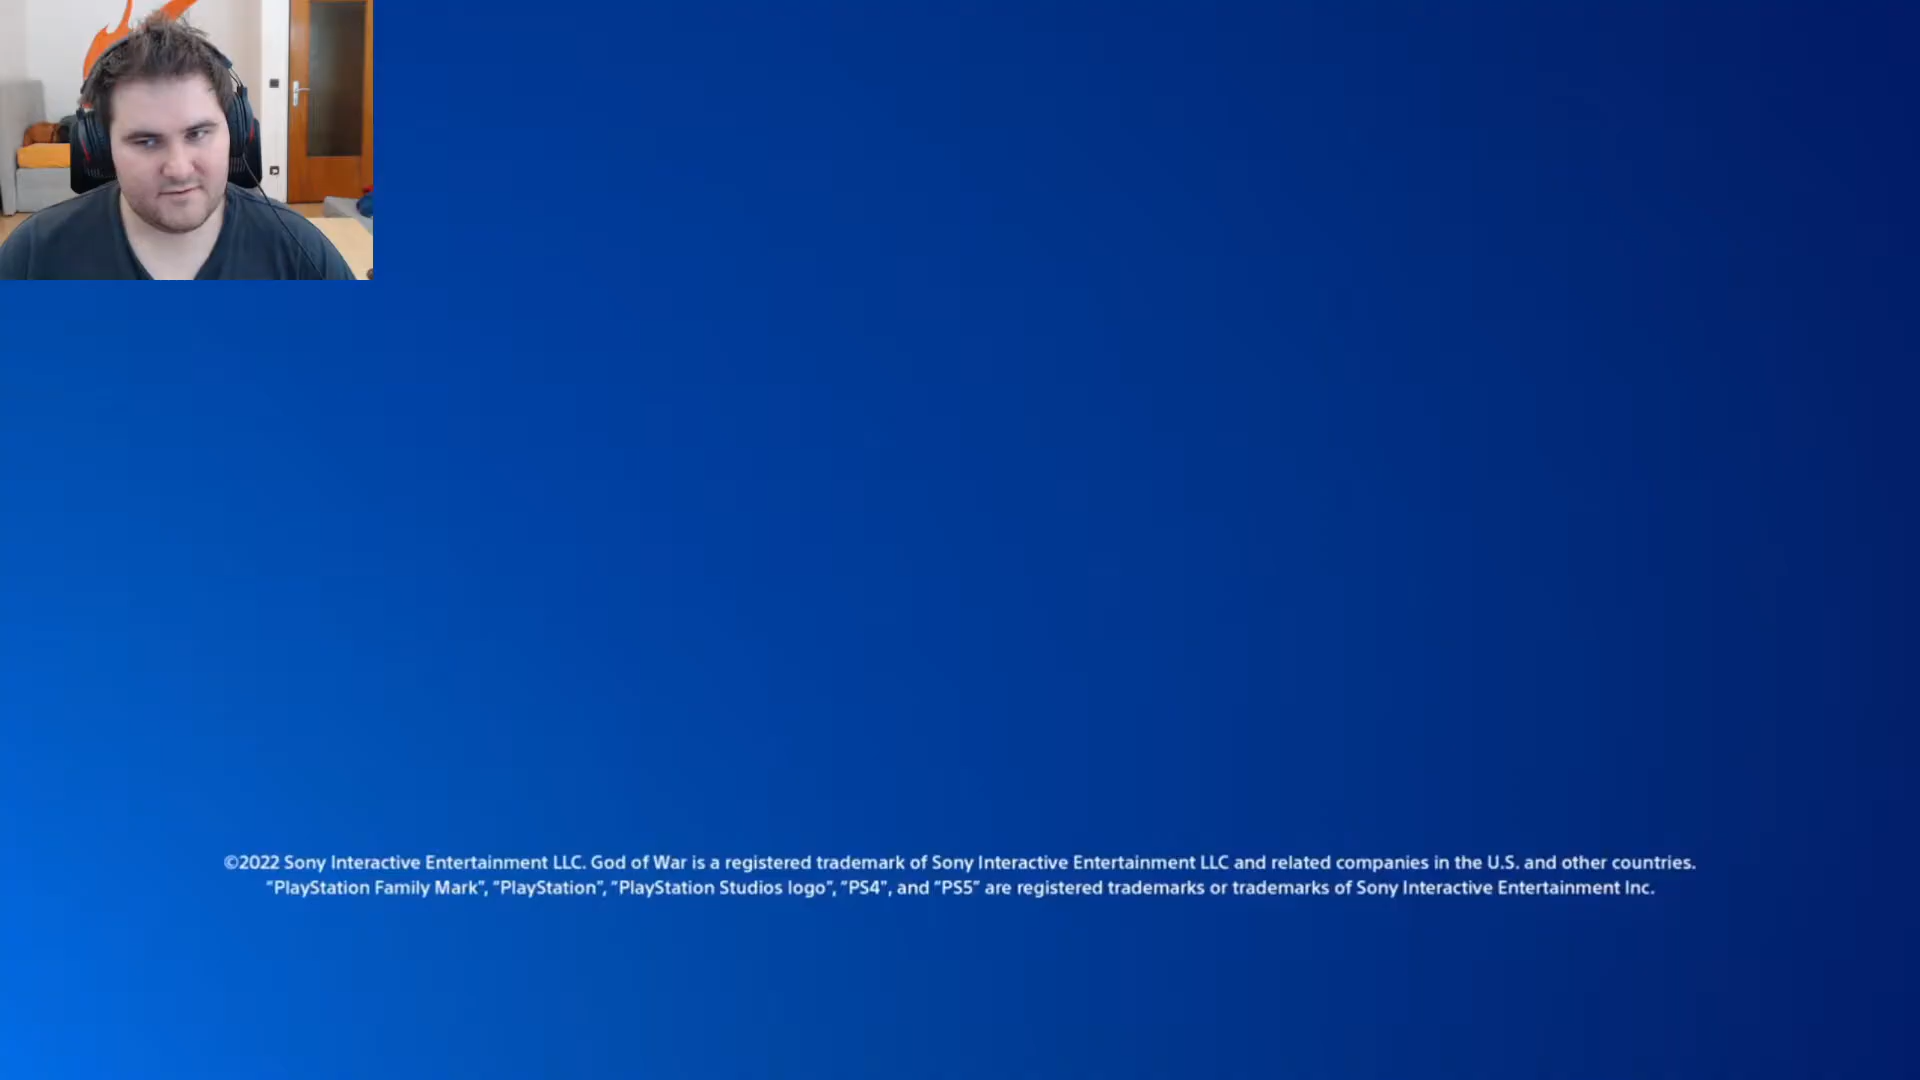 ©2022 Sony Interactive Entertainment LLC. God of War is a registered trademark of Sony Interactive Entertainment LLC and related companies in the U.S. and other countries.
“PlayStation Family Mark”, “PlayStation”, “PlayStation Studios logo”, “PS4”, and “PS5” are registered trademarks or trademarks of Sony Interactive Entertainment Inc.